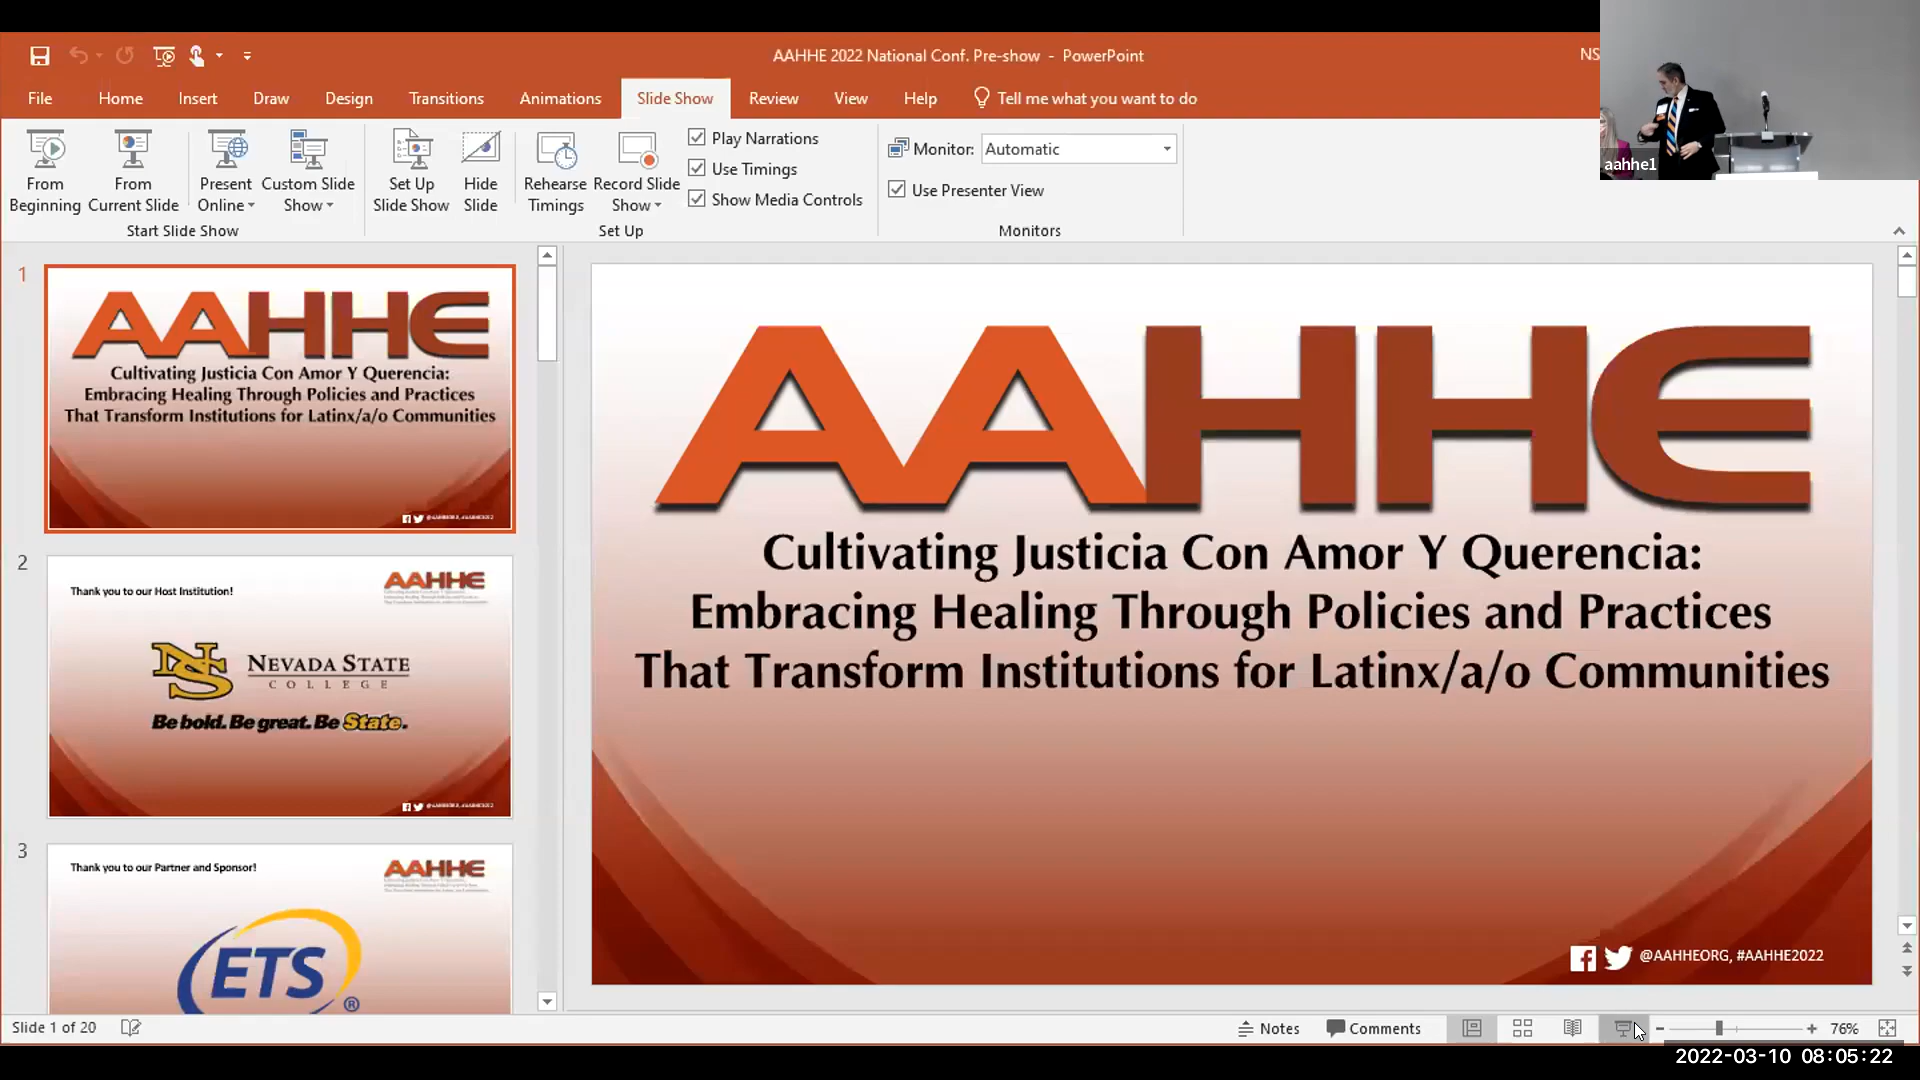 AAHHE 2022 National Conf. Pre-show - PowerPoint
NS
File Home Insert Draw Design Transitions Animations Slide Show Review View Help Tell me what you want to do
From Beginning
From Current Slide
Present Online
Custom Slide Show
Start Slide Show
Set Up Slide Show
Hide Slide
Rehearse Timings
Record Slide Show
Play Narrations
Use Timings
Show Media Controls
Set Up
Monitor: Automatic
Use Presenter View
Monitors
aahhe1
1
AAHHE
Cultivating Justicia Con Amor Y Querencia:
Embracing Healing Through Policies and Practices
That Transform Institutions for Latinx/a/o Communities
@AAHHEORG, #AAHHE2022
2
Thank you to our Host Institution!
AAHHE
NS
NEVADA STATE
COLLEGE
Be bold. Be great. Be State.
@AAHHEORG, #AAHHE2022
3
Thank you to our Partner and Sponsor!
AAHHE
ETS®
AAHHE
Cultivating Justicia Con Amor Y Querencia:
Embracing Healing Through Policies and Practices
That Transform Institutions for Latinx/a/o Communities
@AAHHEORG, #AAHHE2022
Slide 1 of 20
Notes Comments
76%
2022-03-10 08:05:22